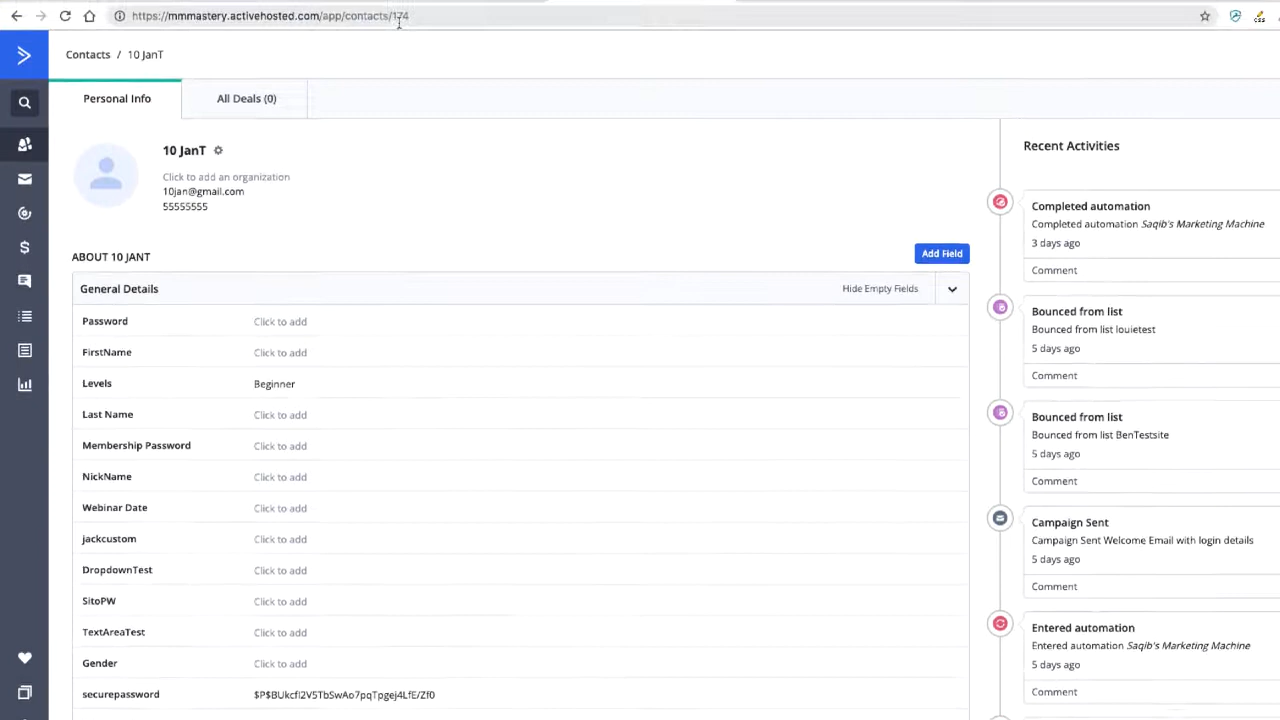 https://mmmastery.activehosted.com/app/contacts/174
Contacts / 10 JanT
Personal Info
All Deals (0)
10 JanT
Click to add an organization
10jan@gmail.com
55555555
ABOUT 10 JANT
Add Field
General Details
Hide Empty Fields
Password Click to add
FirstName Click to add
Levels Beginner
Last Name Click to add
Membership Password Click to add
NickName Click to add
Webinar Date Click to add
jackcustom Click to add
DropdownTest Click to add
SitoPW Click to add
TextAreaTest Click to add
Gender Click to add
securepassword $P$BUkcfI2V5TbSwAo7pqTpgej4LfE/Zf0
Recent Activities
Completed automation
Completed automation Saqib's Marketing Machine
3 days ago
Comment
Bounced from list
Bounced from list louietest
5 days ago
Comment
Bounced from list
Bounced from list BenTestsite
5 days ago
Comment
Campaign Sent
Campaign Sent Welcome Email with login details
5 days ago
Comment
Entered automation
Entered automation Saqib's Marketing Machine
5 days ago
Comment